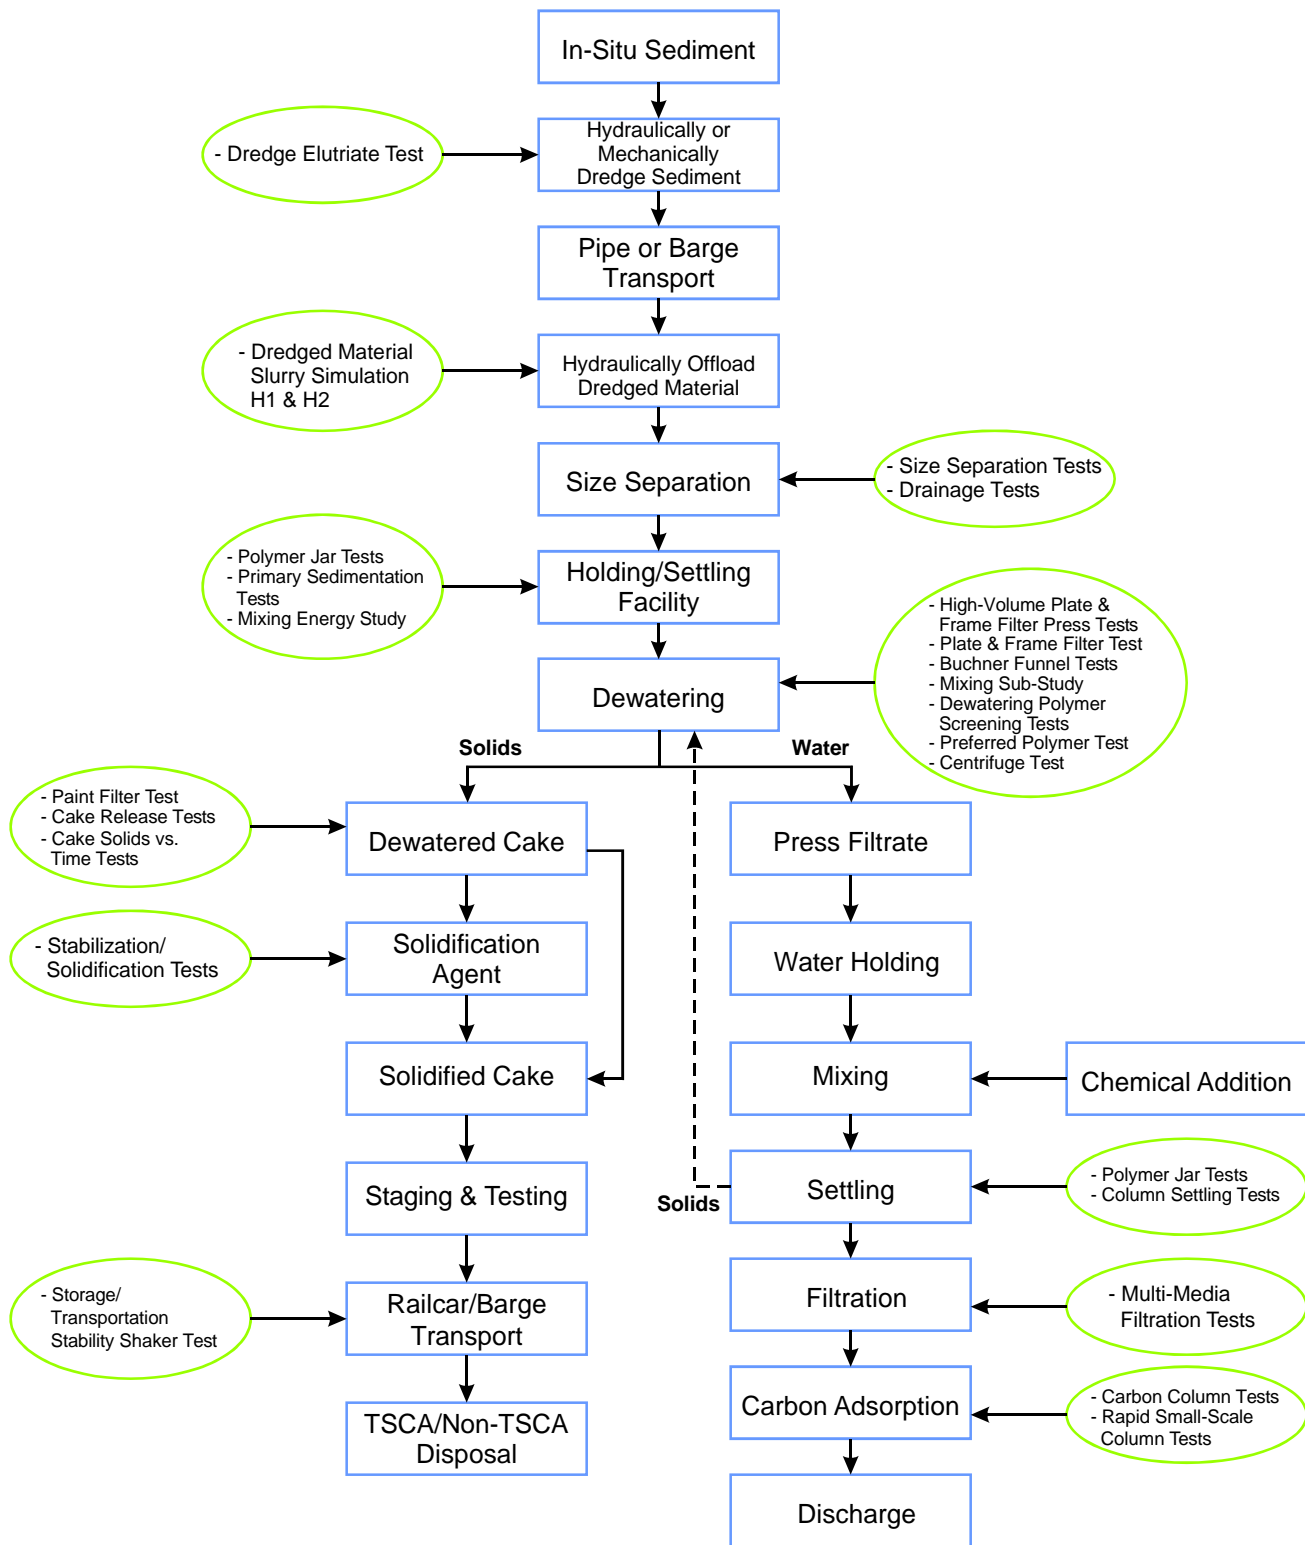 In-Situ Sediment
Hydraulically or
Mechanically
Dredge Sediment
- Dredge Elutriate Test
Pipe or Barge
Transport
- Dredged Material
Slurry Simulation
H1 & H2
Hydraulically Offload
Dredged Material
Size Separation
- Size Separation Tests
- Drainage Tests
- Polymer Jar Tests
- Primary Sedimentation
Tests
- Mixing Energy Study
Holding/Settling
Facility
- High-Volume Plate &
Frame Filter Press Tests
- Plate & Frame Filter Test
- Buchner Funnel Tests
- Mixing Sub-Study
- Dewatering Polymer
Screening Tests
- Preferred Polymer Test
- Centrifuge Test
Dewatering
Solids
Water
- Paint Filter Test
- Cake Release Tests
- Cake Solids vs.
Time Tests
Dewatered Cake
Press Filtrate
- Stabilization/
Solidification Tests
Solidification
Agent
Water Holding
Solidified Cake
Mixing
Chemical Addition
Staging & Testing
Solids
Settling
- Polymer Jar Tests
- Column Settling Tests
- Storage/
Transportation
Stability Shaker Test
Railcar/Barge
Transport
Filtration
- Multi-Media
Filtration Tests
TSCA/Non-TSCA
Disposal
Carbon Adsorption
- Carbon Column Tests
- Rapid Small-Scale
Column Tests
Discharge